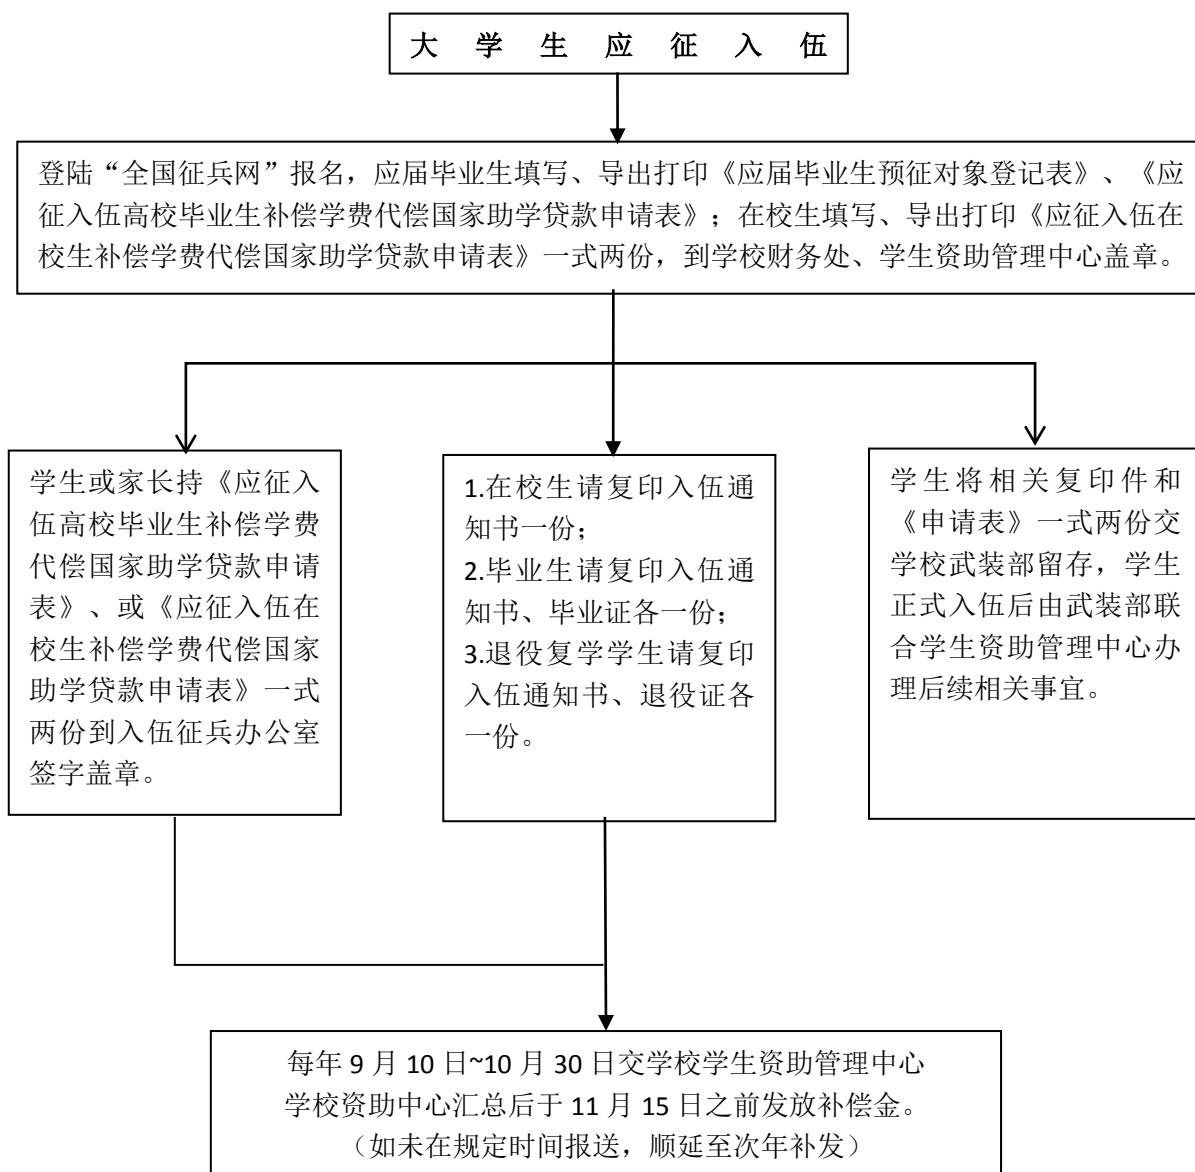 大学生应征入伍
登陆“全国征兵网”报名，应届毕业生填写、导出打印《应届毕业生预征对象登记表》、《应
征入伍高校毕业生补偿学费代偿国家助学贷款申请表》；在校生填写、导出打印《应征入伍在
校生补偿学费代偿国家助学贷款申请表》一式两份，到学校财务处、学生资助管理中心盖章。
学生或家长持《应征入
伍高校毕业生补偿学费
代偿国家助学贷款申请
表》、或《应征入伍在
校生补偿学费代偿国家
助学贷款申请表》一式
两份到入伍征兵办公室
签字盖章。
1.在校生请复印入伍通
知书一份；
2.毕业生请复印入伍通
知书、毕业证各一份；
3.退役复学学生请复印
入伍通知书、退役证各
一份。
学生将相关复印件和
《申请表》一式两份交
学校武装部留存，学生
正式入伍后由武装部联
合学生资助管理中心办
理后续相关事宜。
每年 9 月 10 日~10 月 30 日交学校学生资助管理中心
学校资助中心汇总后于 11 月 15 日之前发放补偿金。
（如未在规定时间报送，顺延至次年补发）